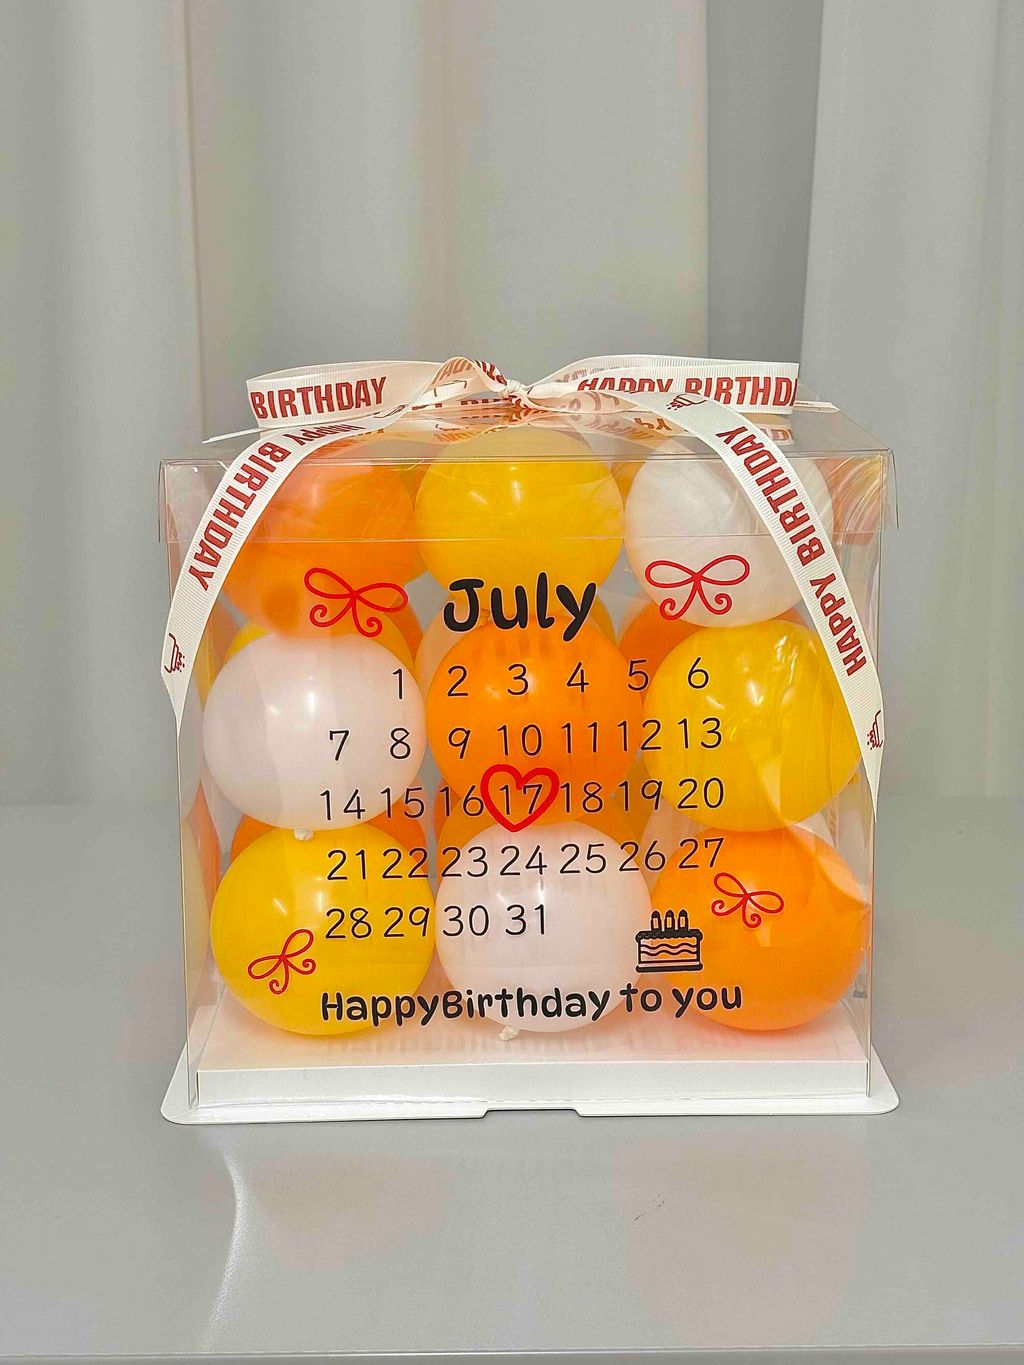 BIRTHDAY
HAPPY BIRTHD
HAPPY BIRTHDAY
HAPPY BIRTHDAY
July
1 2 3 4 5 6
7 8 9 10 11 12 13
14 15 16 17 18 19 20
21 22 23 24 25 26 27
28 29 30 31
HappyBirthday to you